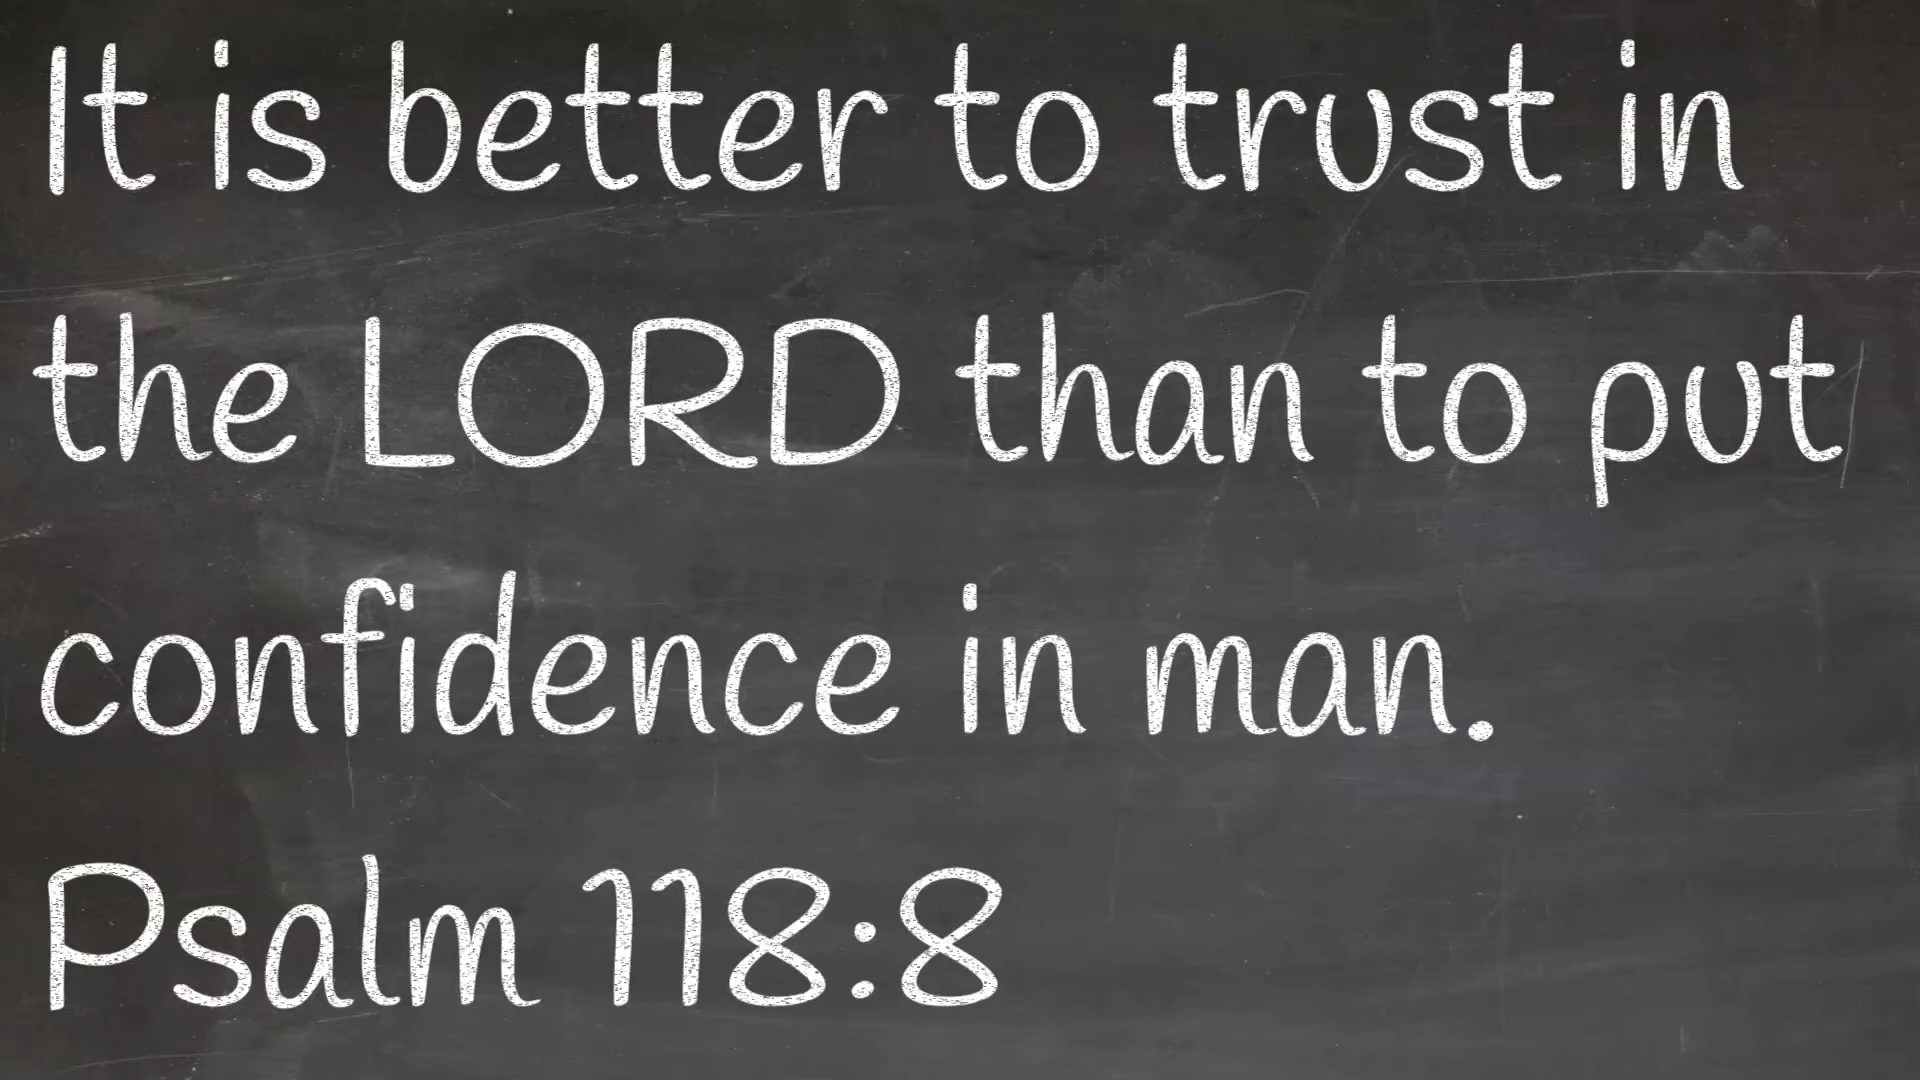 It is better to trust in
the LORD than to put
confidence in man.
Psalm 118:8